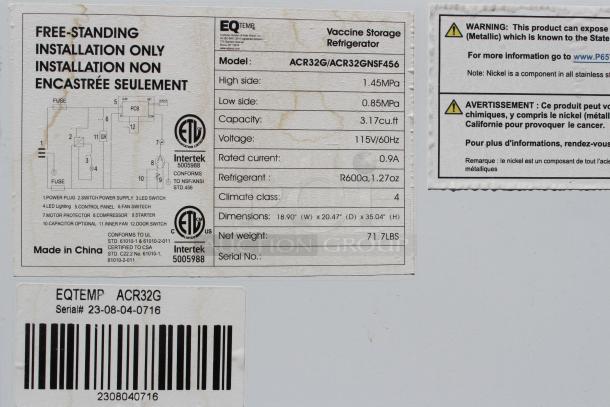 FREE-STANDING
INSTALLATION ONLY
INSTALLATION NON
ENCASTRÉE SEULEMENT
FUSE
5
PCB
12
FUSE
1.POWER PLUG 2.SWITCH POWER SUPPLY 3.LED SWITCH
4.LED Lighting 5.CONTROL PANEL 6.FAN SWITECH
7.MOTOR PROTECTOR 8.COMPRESSOR 9.STARTER
10.CAPACITOR OPTIONAL 11.INNER FAN 12.DOOR SWITCH
Made in China
CONFORMS TO UL
STD. 61010-1 & 61010-2-011
CERTIFIED TO CSA
STD. C22.2 No. 61010-1,
61010-2-011
ETL
Intertek
5005988
CONFORMS
TO NSF/ANSI
STD.456
C ETL US
Intertek
5005988
EQTEMP
Vaccine Storage
Refrigerator
Model: ACR32G/ACR32GNSF456
High side: 1.45MPa
Low side: 0.85MPa
Capacity: 3.17cu.ft
Voltage: 115V/60Hz
Rated current: 0.9A
Refrigerant: R600a,1.27oz
Climate class: 4
Dimensions: 18.90" (W) x 20.47" (D) x 35.04" (H)
Net weight: 71.7LBS
Serial No.:
EQTEMP ACR32G
Serial# 23-08-04-0716
2308040716
WARNING: This product can expose
(Metallic) which is known to the State
For more information go to www.P65
Note: Nickel is a component in all stainless s
AVERTISSEMENT : Ce produit peut v
chimiques, y compris le nickel (métall
Californie pour provoquer le cancer.
Pour plus d'informations, rendez-vous
Remarque : le nickel est un composant de tout l'acie
métalliques